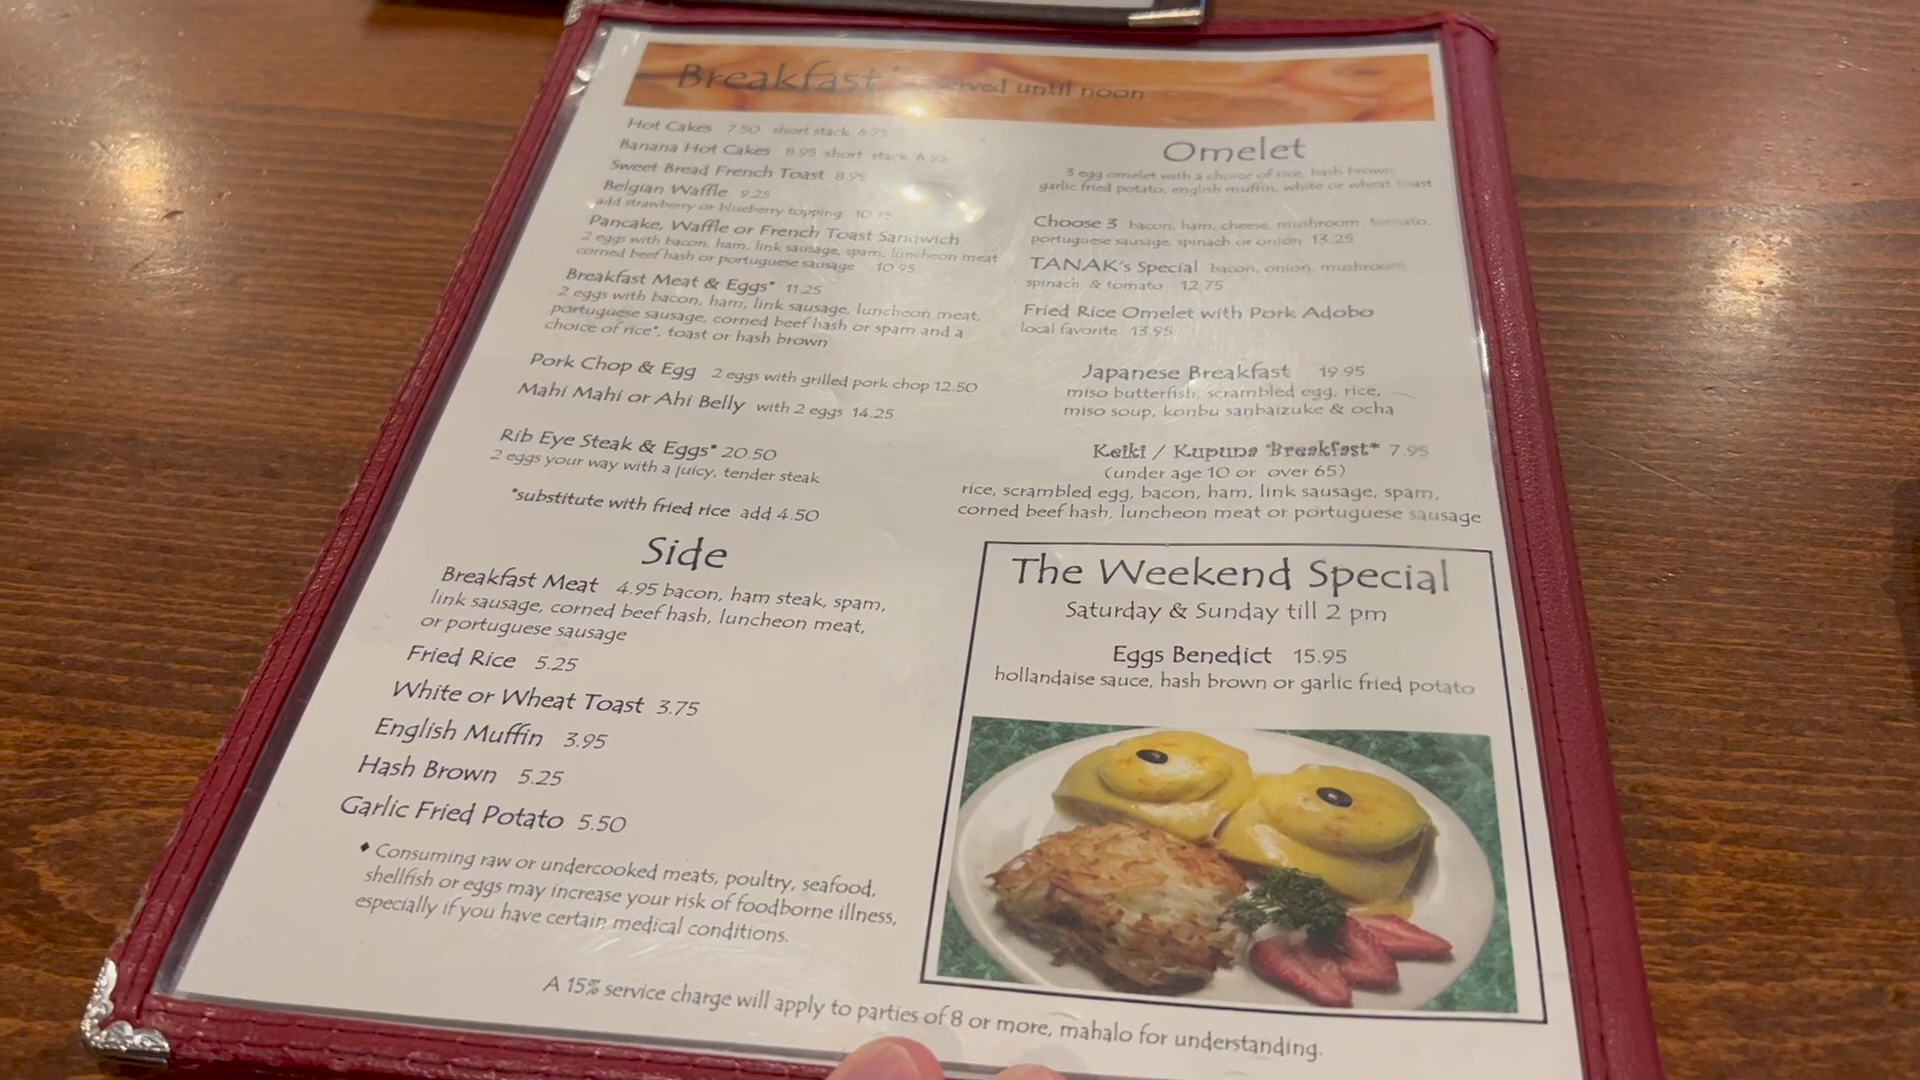 Breakfast served until noon
Hot Cakes 7.50 short stack 6.75
Banana Hot Cakes 8.95 short stack 6.95
Sweet Bread French Toast 8.95
Belgian Waffle 9.25
add strawberry or blueberry topping 10.75
Pancake, Waffle or French Toast Sandwich
2 eggs with bacon, ham, link sausage, spam, luncheon meat
corned beef hash or portuguese sausage 10.95
Breakfast Meat & Eggs* 11.25
2 eggs with bacon, ham, link sausage, luncheon meat,
portuguese sausage, corned beef hash or spam and a
choice of rice*, toast or hash brown
Pork Chop & Egg 2 eggs with grilled pork chop 12.50
Mahi Mahi or Ahi Belly with 2 eggs 14.25
Rib Eye Steak & Eggs* 20.50
2 eggs your way with a juicy, tender steak
*substitute with fried rice add 4.50
Side
Breakfast Meat 4.95 bacon, ham steak, spam,
link sausage, corned beef hash, luncheon meat,
or portuguese sausage
Fried Rice 5.25
White or Wheat Toast 3.75
English Muffin 3.95
Hash Brown 5.25
Garlic Fried Potato 5.50
♦ Consuming raw or undercooked meats, poultry, seafood,
shellfish or eggs may increase your risk of foodborne illness,
especially if you have certain medical conditions.
Omelet
3 egg omelet with a choice of rice, hash brown,
garlic fried potato, english muffin, white or wheat toast
Choose 3 bacon, ham, cheese, mushroom, tomato,
portuguese sausage, spinach or onion 13.25
TANAK's Special bacon, onion, mushroom
spinach, & tomato 12.75
Fried Rice Omelet with Pork Adobo
local favorite 13.95
Japanese Breakfast 19.95
miso butterfish, scrambled egg, rice,
miso soup, konbu sanbaizuke & ocha
Keiki / Kupuna Breakfast* 7.95
(under age 10 or over 65)
rice, scrambled egg, bacon, ham, link sausage, spam,
corned beef hash, luncheon meat or portuguese sausage
The Weekend Special
Saturday & Sunday till 2 pm
Eggs Benedict 15.95
hollandaise sauce, hash brown or garlic fried potato
A 15% service charge will apply to parties of 8 or more, mahalo for understanding.